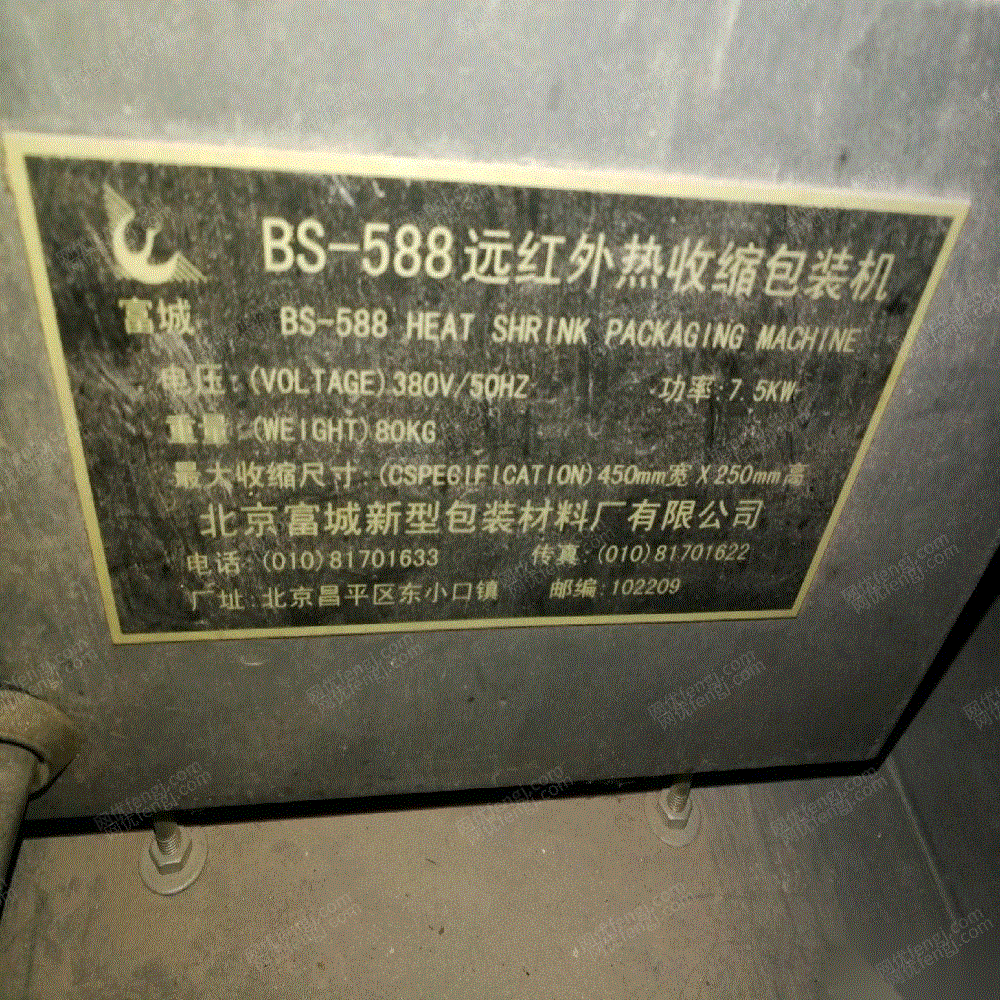 BS-588远红外热收缩包装机
富城
BS-588 HEAT SHRINK PACKAGING MACHINE
电压:(VOLTAGE)380V/50HZ 功率:7.5KW
重量:(WEIGHT)80KG
最大收缩尺寸:(CSPECIFICATION)450mm宽X250mm高
北京富城新型包装材料厂有限公司
电话:(010)81701633 传真:(010)81701622
厂址:北京昌平区东小口镇 邮编:102209